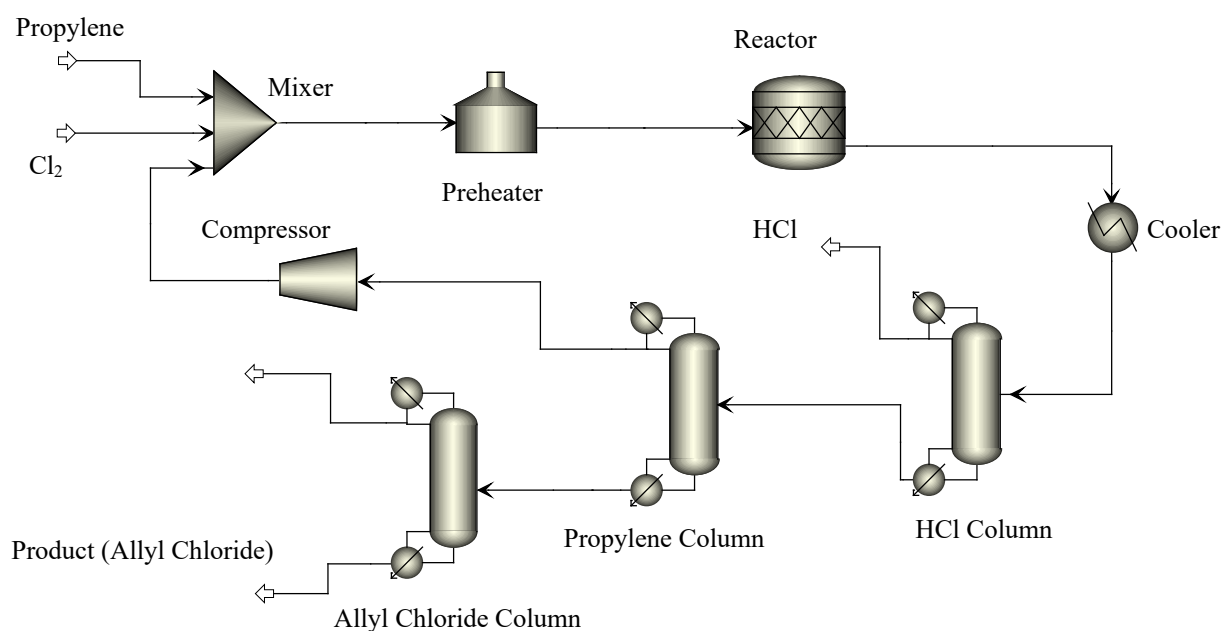 Propylene
Reactor
Mixer
Cl₂
Preheater
Compressor
HCl
Cooler
Propylene Column
HCl Column
Product (Allyl Chloride)
Allyl Chloride Column